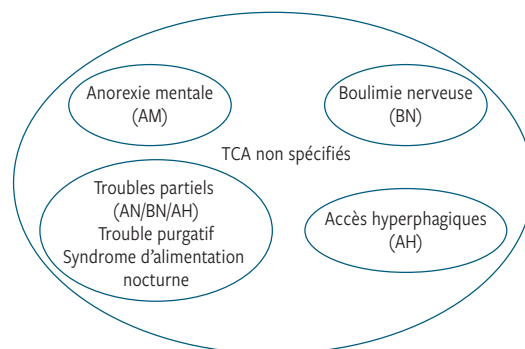 Anorexie mentale
(AM)
Boulimie nerveuse
(BN)
TCA non spécifiés
Troubles partiels
(AN/BN/AH)
Trouble purgatif
Syndrome d’alimentation
nocturne
Accès hyperphagiques
(AH)